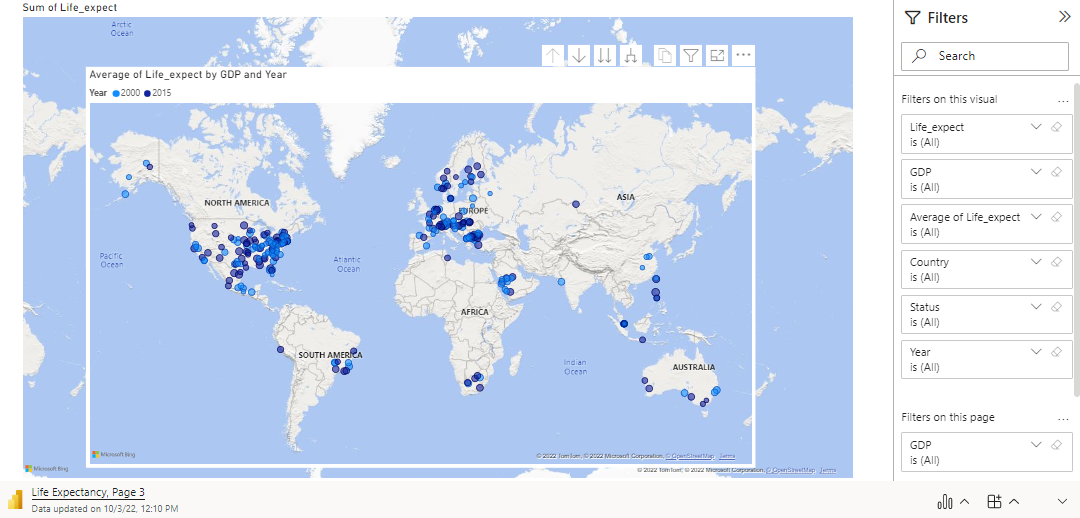 Sum of Life_expect
Arctic
Ocean
Average of Life_expect by GDP and Year
Year 2000 2015
NORTH AMERICA
EUROPE
ASIA
Pacific
Ocean
Atlantic
Ocean
AFRICA
SOUTH AMERICA
Indian
Ocean
AUSTRALIA
Microsoft Bing
© 2022 TomTom, © 2022 Microsoft Corporation, © OpenStreetMap Terms
Microsoft Bing
© 2022 TomTom, © 2022 Microsoft Corporation, © OpenStreetMap Terms
Filters
Search
Filters on this visual
Life_expect
is (All)
GDP
is (All)
Average of Life_expect
is (All)
Country
is (All)
Status
is (All)
Year
is (All)
Filters on this page
GDP
is (All)
Life Expectancy, Page 3
Data updated on 10/3/22, 12:10 PM